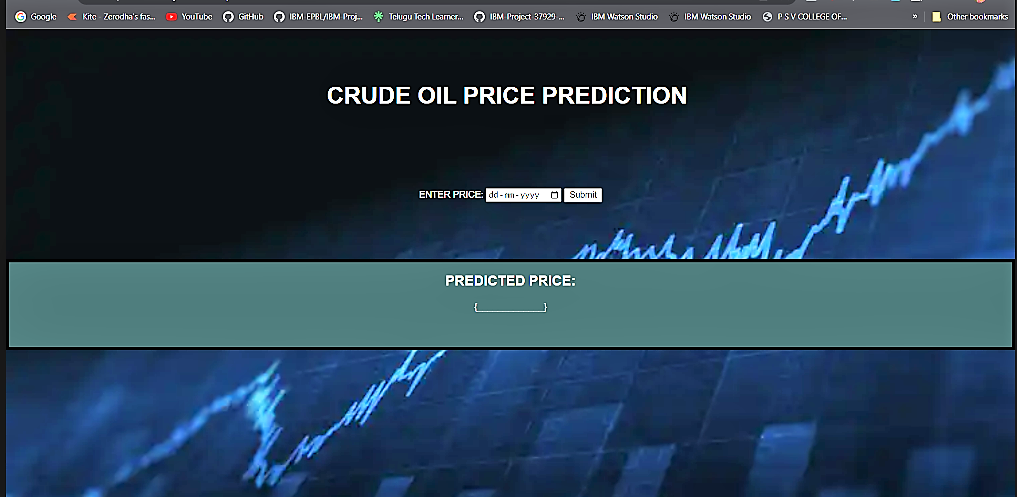 Google Kite - Zerodha's fas... YouTube GitHub IBM-EPBL/IBM-Proj... Telugu Tech Learner... IBM-Project-37929-... IBM Watson Studio IBM Watson Studio P S V COLLEGE OF... » Other bookmarks
CRUDE OIL PRICE PREDICTION
ENTER PRICE: dd-mm-yyyy Submit
PREDICTED PRICE:
{____________}